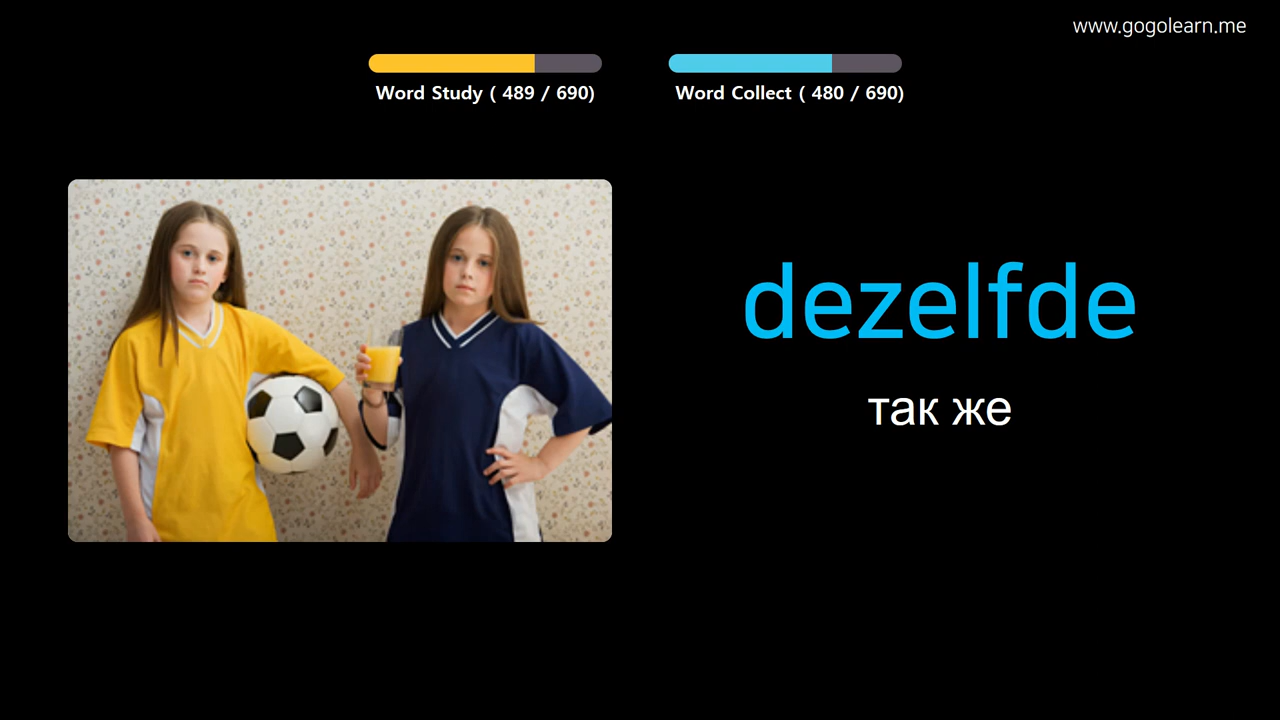 www.gogolearn.me
Word Study ( 489 / 690)
Word Collect ( 480 / 690)
dezelfde
так же